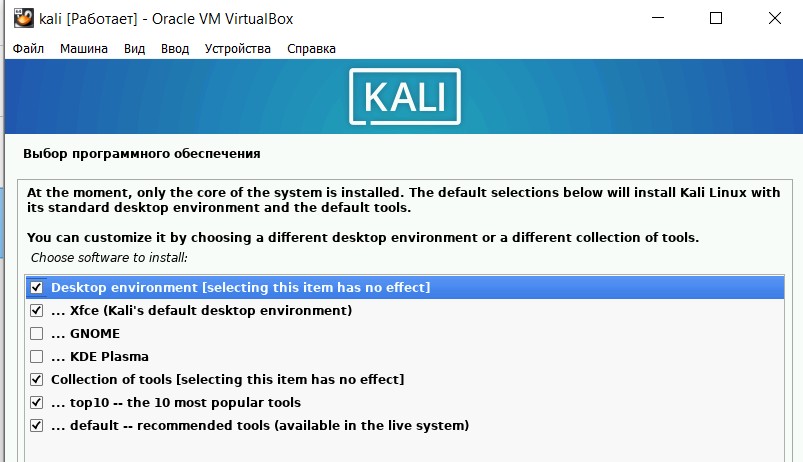 kali [Работает] - Oracle VM VirtualBox
Файл Машина Вид Ввод Устройства Справка
KALI
Выбор программного обеспечения
At the moment, only the core of the system is installed. The default selections below will install Kali Linux with
its standard desktop environment and the default tools.
You can customize it by choosing a different desktop environment or a different collection of tools.
Choose software to install:
Desktop environment [selecting this item has no effect]
... Xfce (Kali's default desktop environment)
... GNOME
... KDE Plasma
Collection of tools [selecting this item has no effect]
... top10 -- the 10 most popular tools
... default -- recommended tools (available in the live system)